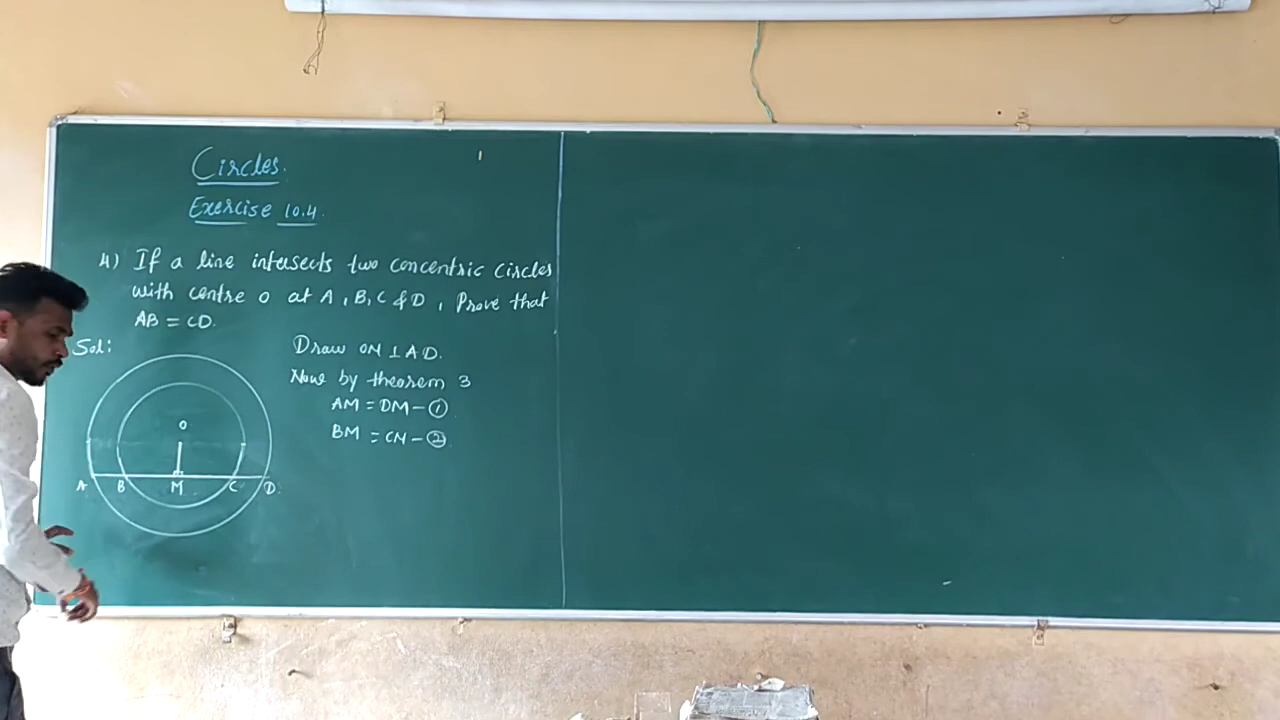 Circles.
Exercise 10.4.
4) If a line intersects two concentric circles
with centre O at A, B, C & D, Prove that
AB = CD.
Sol:
Draw OM ⊥ AD.
Now by theorem 3
AM = DM - ①
BM = CM - ②
O
A B M C D